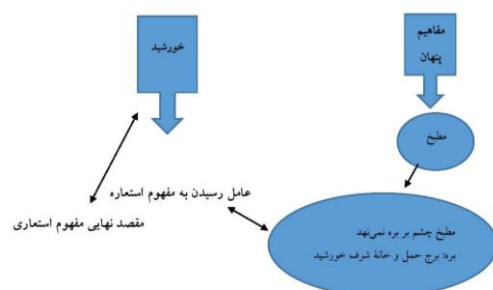 مفاهیم
پنهان
خورشید
مطبخ
عامل رسیدن به مفهوم استعاره
مقصد نهایی مفهوم استعاری
مطبخ چشم بر بره نمی‌نهد
بره: برج حمل و خانۀ شرف خورشید